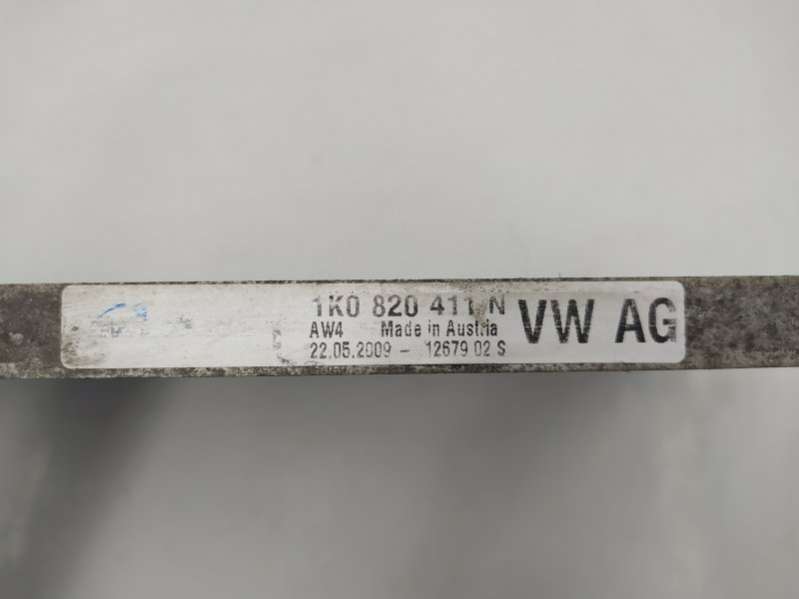 1K0 820 411 N
AW4 Made in Austria
22.05.2009 - 12679 02 S
VW AG